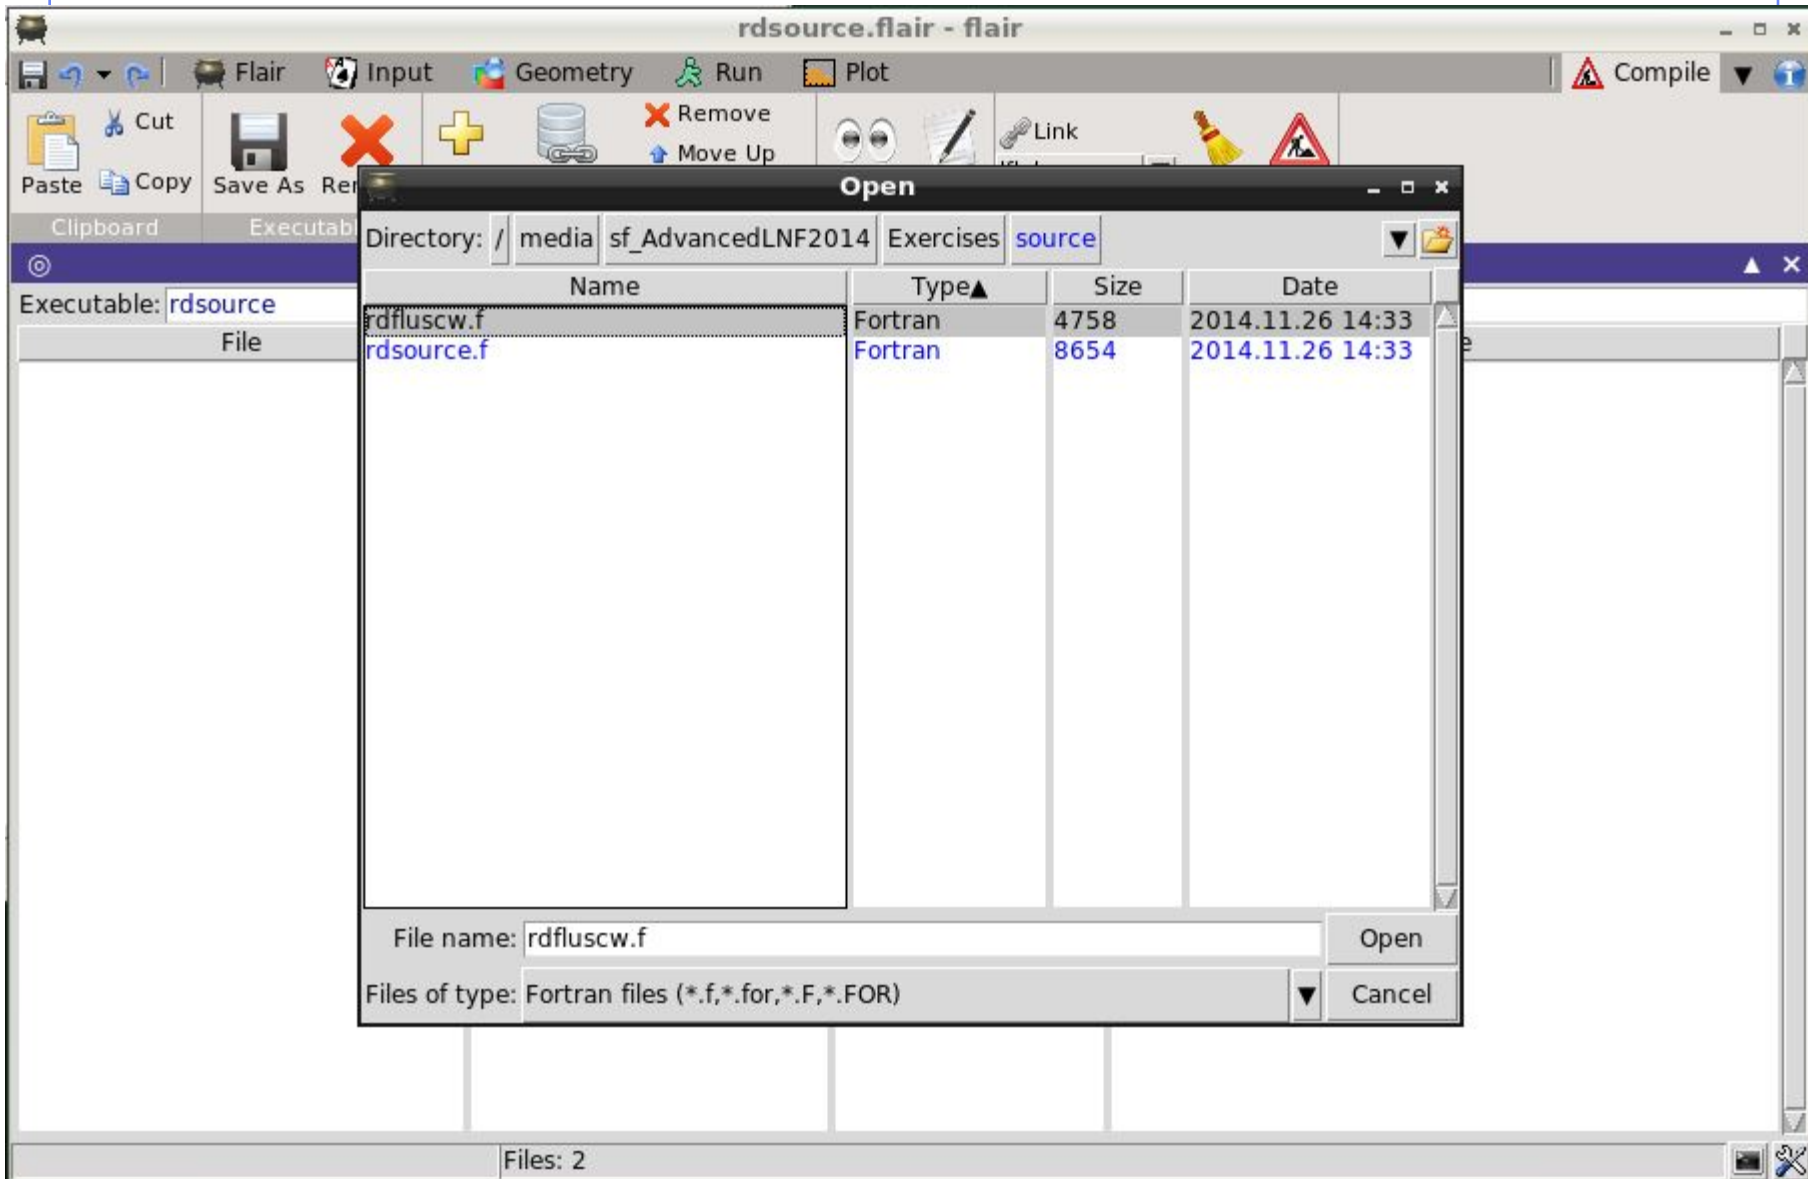 rdsource.flair - flair
Flair Input Geometry Run Plot Compile
Cut
Remove
Link
Move Up
Paste Copy Save As Re
Clipboard Executab
Open
Directory: / media sf_AdvancedLNF2014 Exercises source
Name Type▲ Size Date
rdfluscw.f Fortran 4758 2014.11.26 14:33
rdsource.f Fortran 8654 2014.11.26 14:33
Executable: rdsource
File
File name: rdfluscw.f Open
Files of type: Fortran files (*.f,*.for,*.F,*.FOR) Cancel
Files: 2